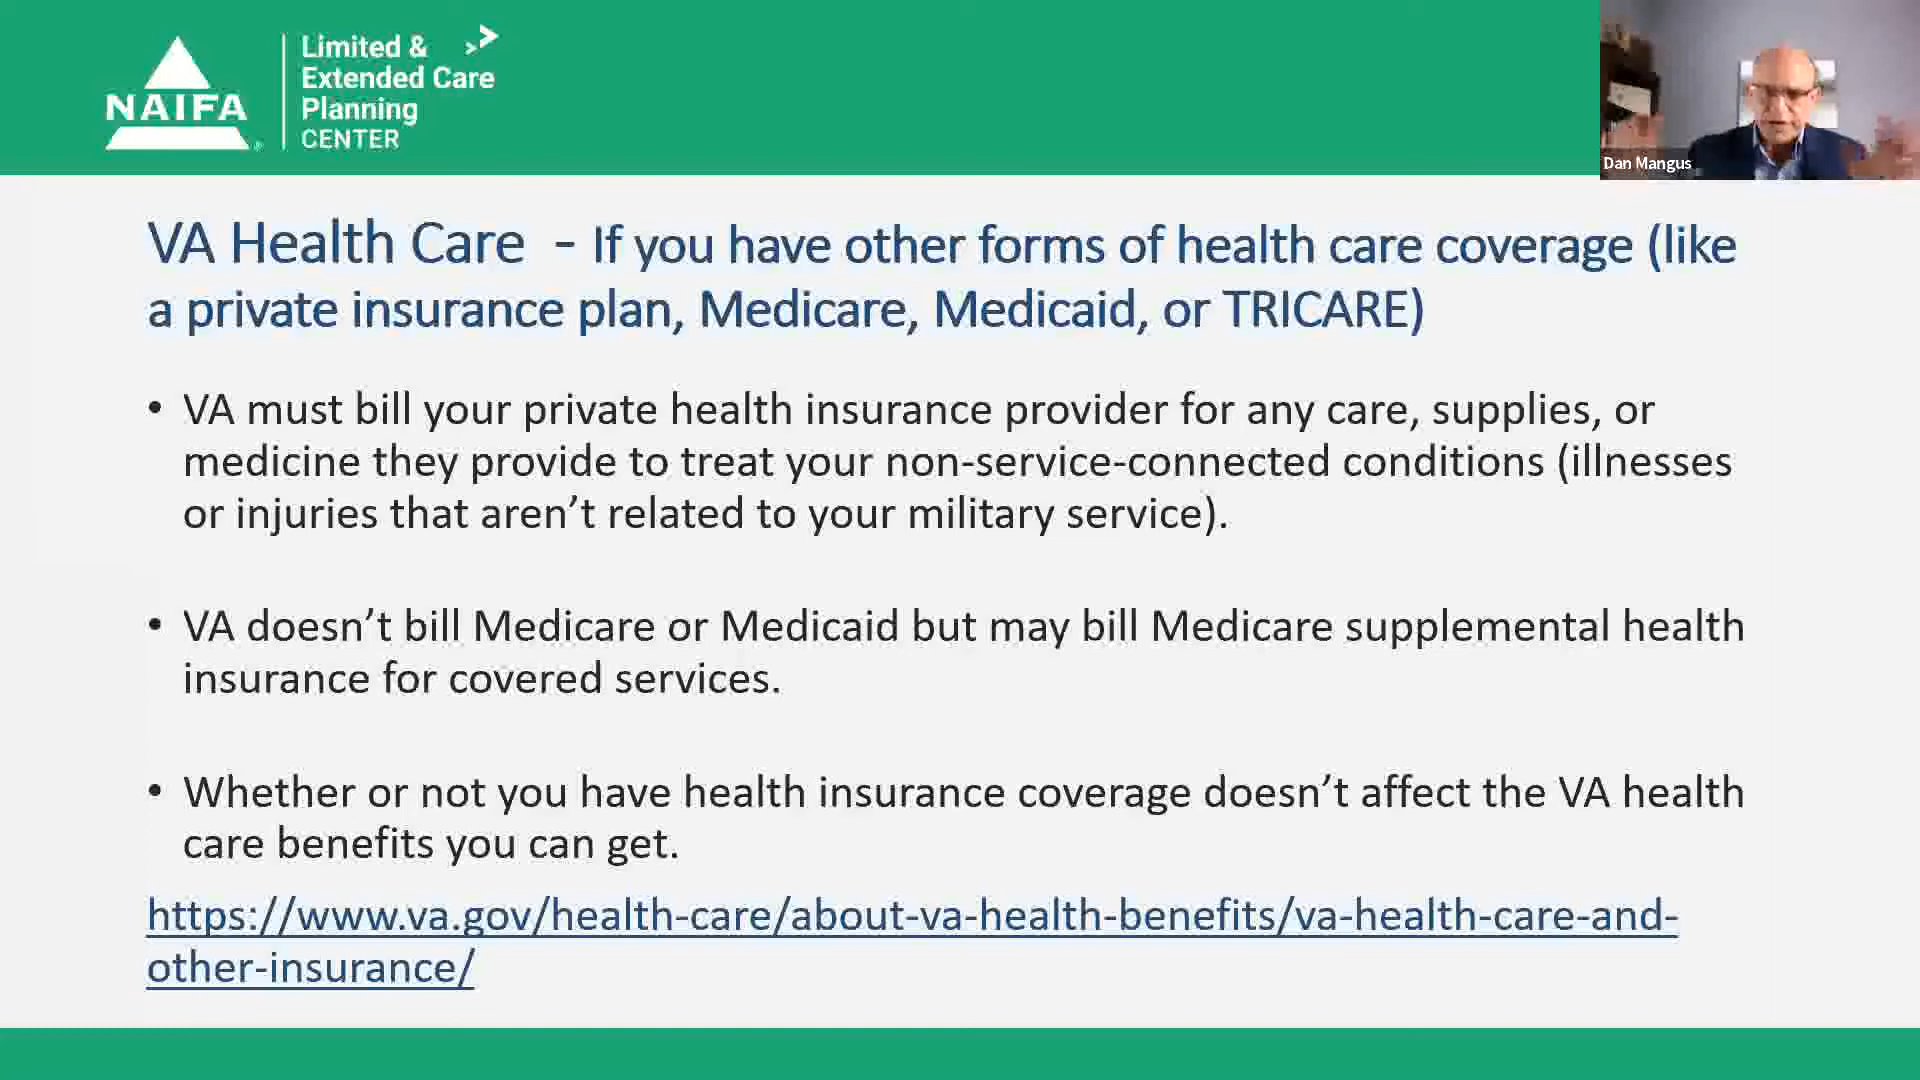 NAIFA
Limited &
Extended Care
Planning
CENTER
Dan Mangus
VA Health Care - If you have other forms of health care coverage (like
a private insurance plan, Medicare, Medicaid, or TRICARE)
• VA must bill your private health insurance provider for any care, supplies, or
medicine they provide to treat your non-service-connected conditions (illnesses
or injuries that aren’t related to your military service).
• VA doesn’t bill Medicare or Medicaid but may bill Medicare supplemental health
insurance for covered services.
• Whether or not you have health insurance coverage doesn’t affect the VA health
care benefits you can get.
https://www.va.gov/health-care/about-va-health-benefits/va-health-care-and-
other-insurance/